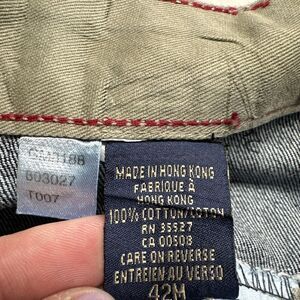 603027
T007
MADE IN HONG KONG
FABRIQUE À
HONG KONG
100% COTTON/COTON
RN 35527
CA 00508
CARE ON REVERSE
ENTREIEN AU VERSO
42M